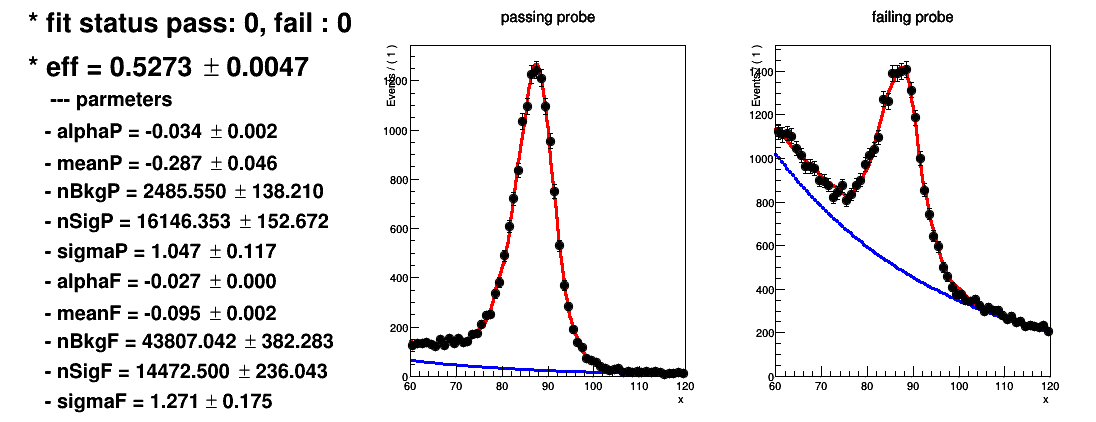 * fit status pass: 0, fail : 0
* eff = 0.5273 ± 0.0047
--- parmeters
- alphaP = -0.034 ± 0.002
- meanP = -0.287 ± 0.046
- nBkgP = 2485.550 ± 138.210
- nSigP = 16146.353 ± 152.672
- sigmaP = 1.047 ± 0.117
- alphaF = -0.027 ± 0.000
- meanF = -0.095 ± 0.002
- nBkgF = 43807.042 ± 382.283
- nSigF = 14472.500 ± 236.043
- sigmaF = 1.271 ± 0.175
passing probe
Events / ( 1 )
1200
1000
800
600
400
200
0
60 70 80 90 100 110 120
x
failing probe
Events / ( 1 )
1400
1200
1000
800
600
400
200
0
60 70 80 90 100 110 120
x